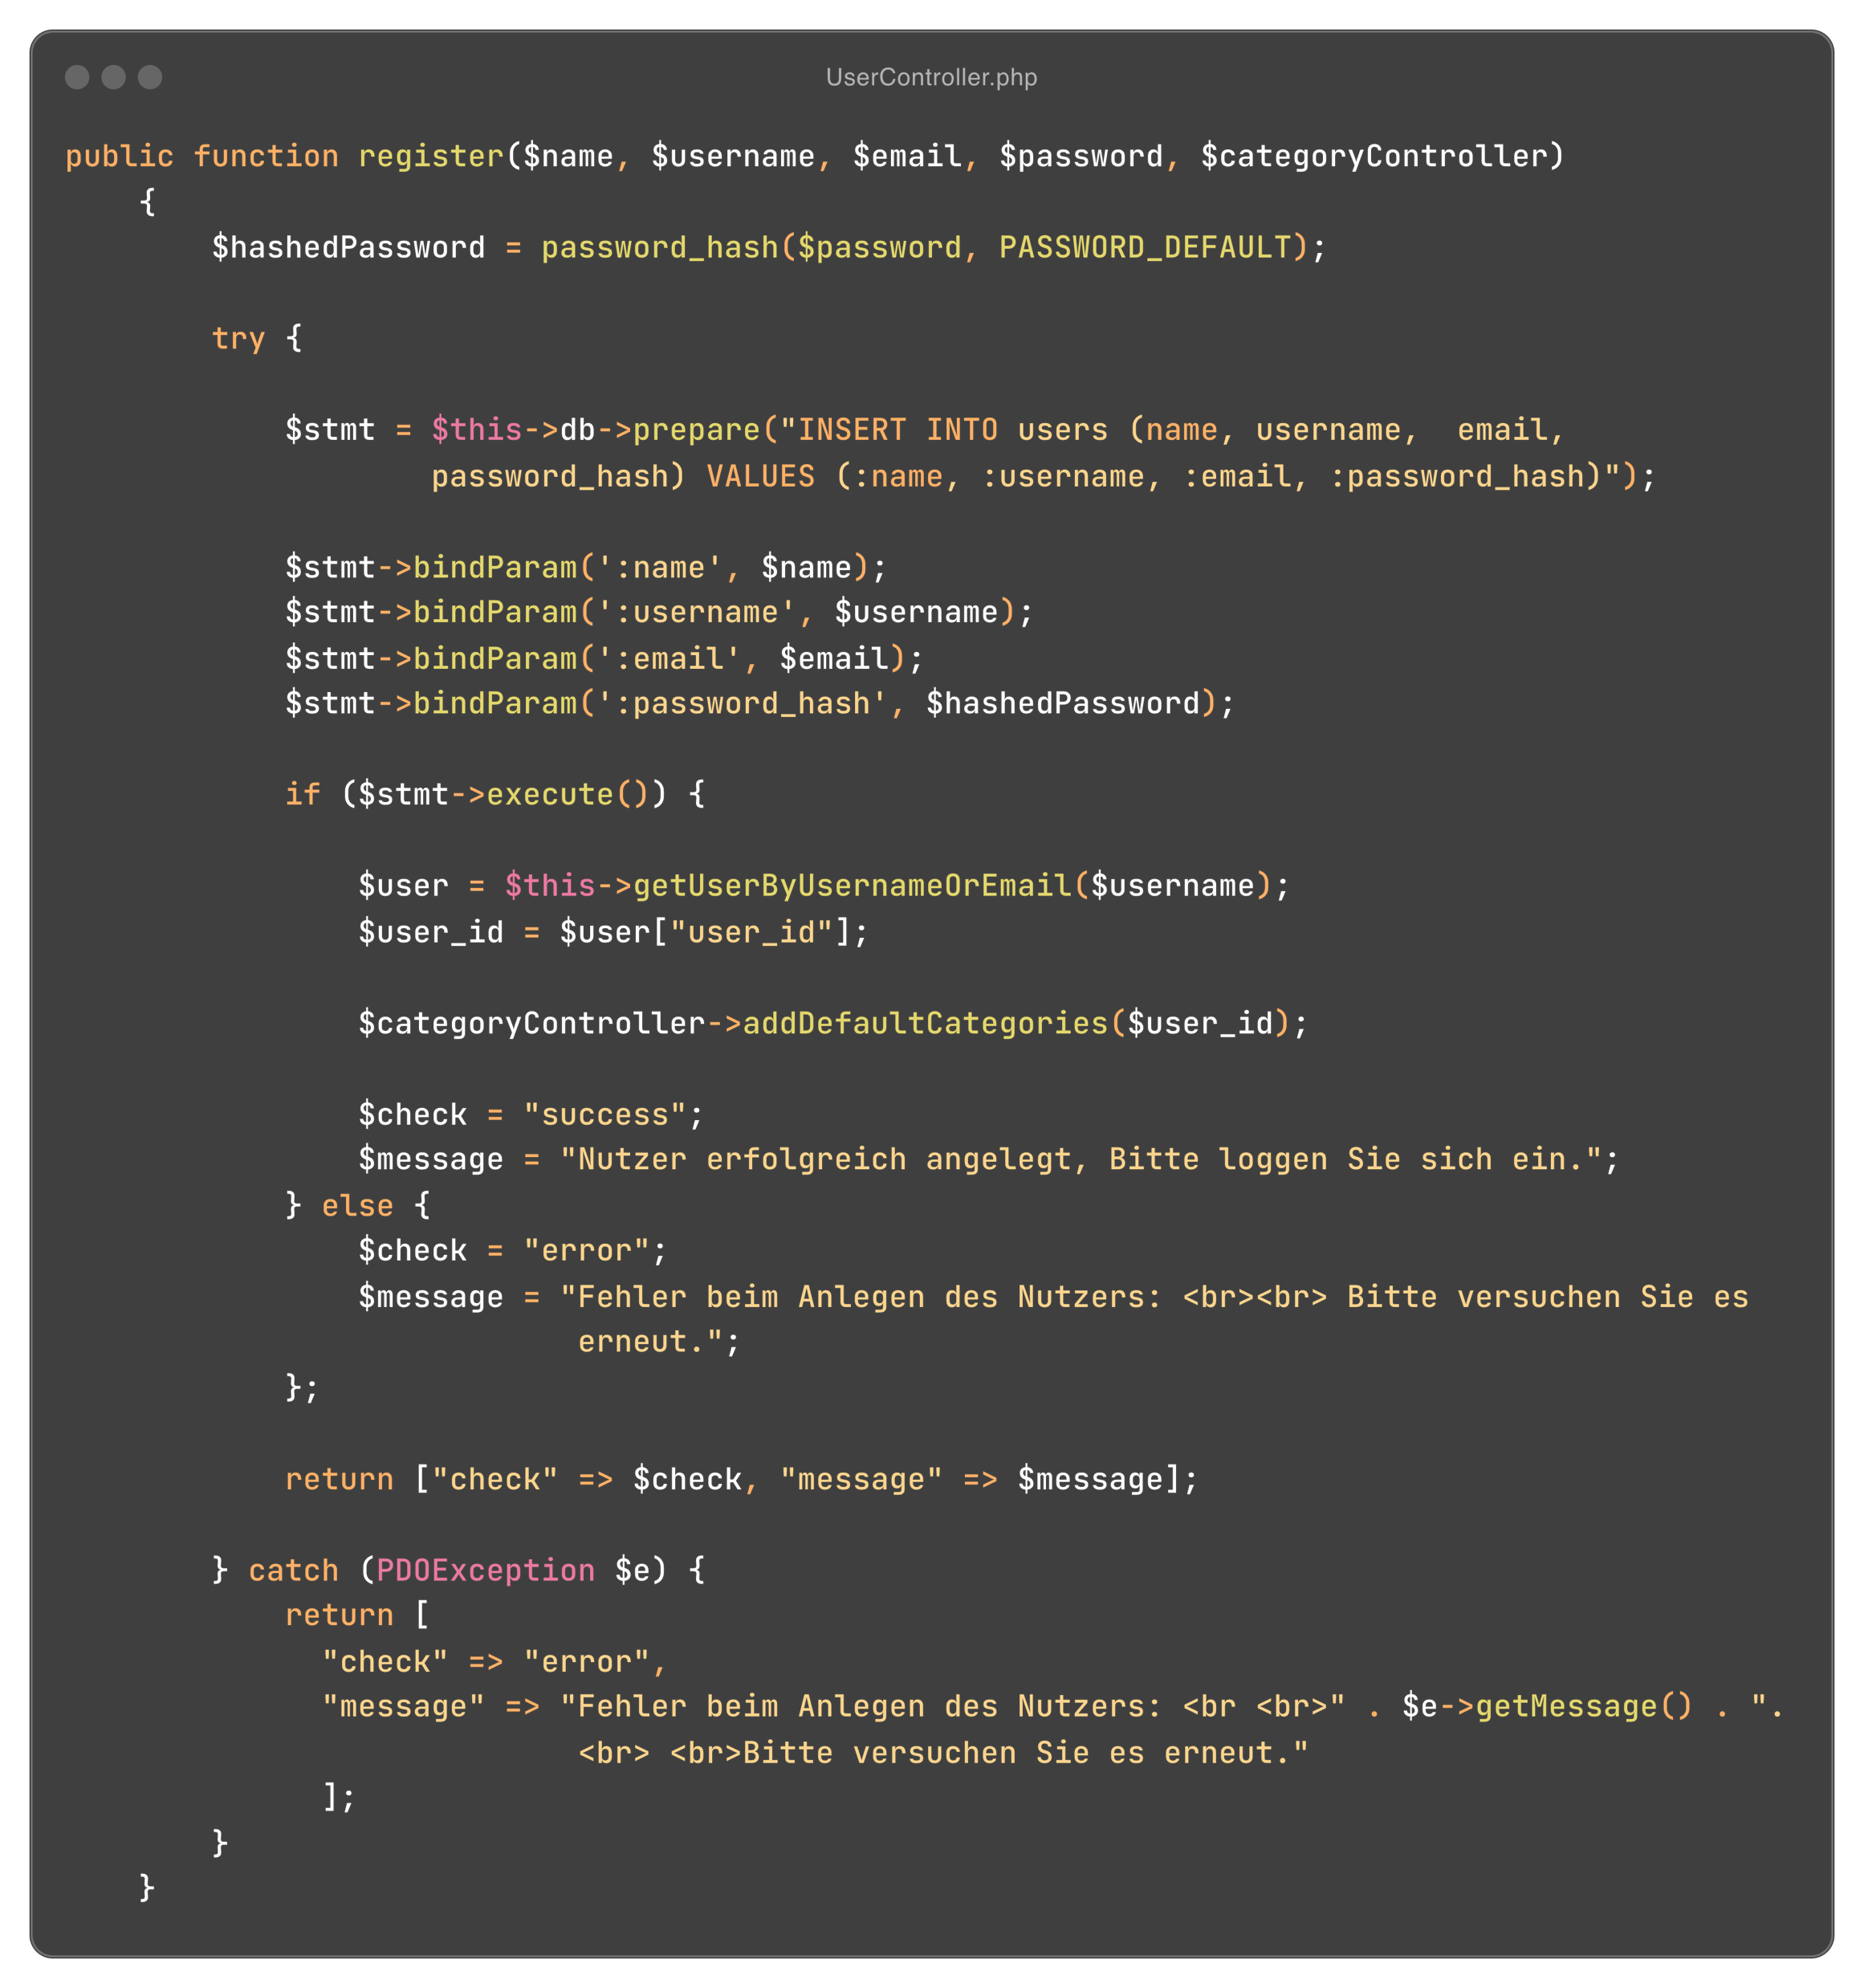 UserController.php
public function register($name, $username, $email, $password, $categoryController)
    {
        $hashedPassword = password_hash($password, PASSWORD_DEFAULT);
        try {
            $stmt = $this->db->prepare("INSERT INTO users (name, username,  email,
                    password_hash) VALUES (:name, :username, :email, :password_hash)");
            $stmt->bindParam(':name', $name);
            $stmt->bindParam(':username', $username);
            $stmt->bindParam(':email', $email);
            $stmt->bindParam(':password_hash', $hashedPassword);
            if ($stmt->execute()) {
                $user = $this->getUserByUsernameOrEmail($username);
                $user_id = $user["user_id"];
                $categoryController->addDefaultCategories($user_id);
                $check = "success";
                $message = "Nutzer erfolgreich angelegt, Bitte loggen Sie sich ein.";
            } else {
                $check = "error";
                $message = "Fehler beim Anlegen des Nutzers: <br><br> Bitte versuchen Sie es
                            erneut.";
            };
            return ["check" => $check, "message" => $message];
        } catch (PDOException $e) {
            return [
              "check" => "error",
              "message" => "Fehler beim Anlegen des Nutzers: <br <br>" . $e->getMessage() . ".
                            <br> <br>Bitte versuchen Sie es erneut."
              ];
        }
    }